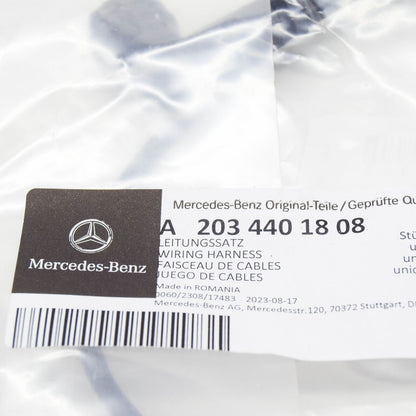 Mercedes-Benz Original-Teile/Geprüfte Qu
A 203 440 18 08
LEITUNGSSATZ
WIRING HARNESS
FAISCEAU DE CABLES
JUEGO DE CABLES
Made in ROMANIA
0060/2308/17483 2023-08-17
Mercedes-Benz AG, Mercedesstr.120, 70372 Stuttgart, D
Stü
u
un
unid
Mercedes-Benz